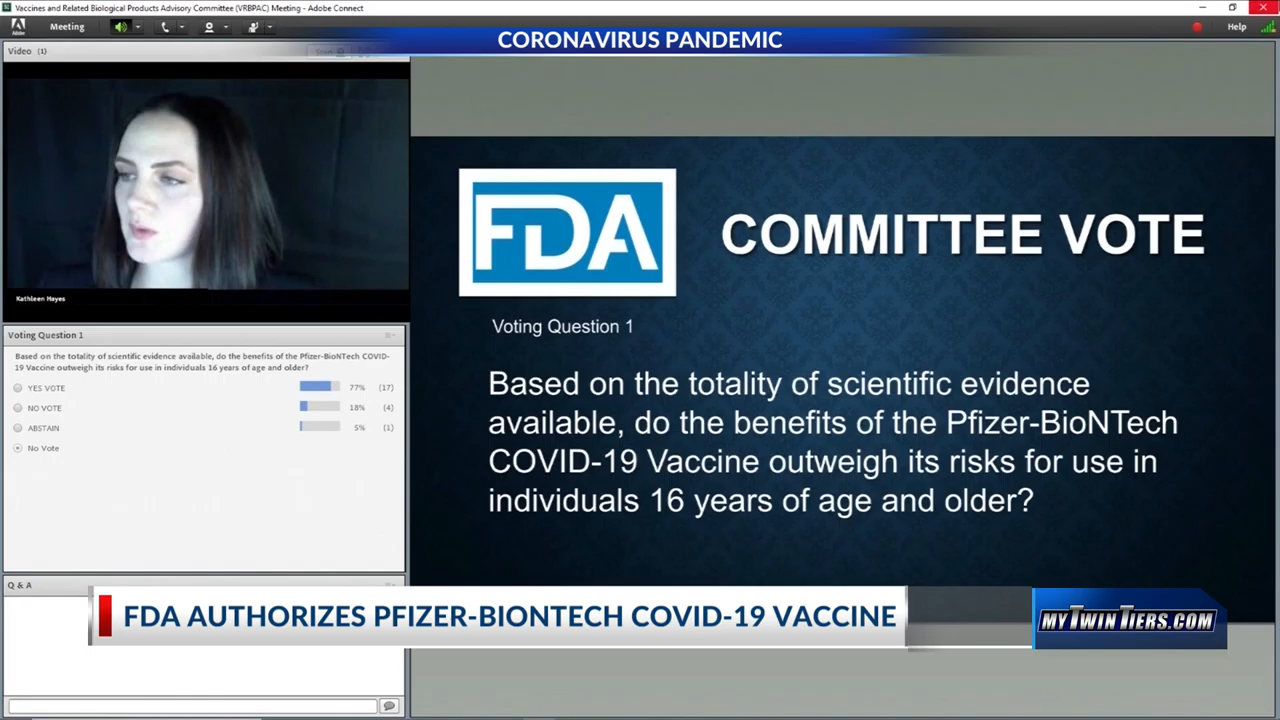 Vaccines and Related Biological Products Advisory Committee (VRBPAC) Meeting - Adobe Connect
Adobe
Meeting
Help
CORONAVIRUS PANDEMIC
Video (1)
Kathleen Hayes
Voting Question 1
Based on the totality of scientific evidence available, do the benefits of the Pfizer-BioNTech COVID-
19 Vaccine outweigh its risks for use in individuals 16 years of age and older?
YES VOTE 77% (17)
NO VOTE 18% (4)
ABSTAIN 5% (1)
No Vote
Q & A
FDA
COMMITTEE VOTE
Voting Question 1
Based on the totality of scientific evidence
available, do the benefits of the Pfizer-BioNTech
COVID-19 Vaccine outweigh its risks for use in
individuals 16 years of age and older?
FDA AUTHORIZES PFIZER-BIONTECH COVID-19 VACCINE
MYTWINTIERS.COM